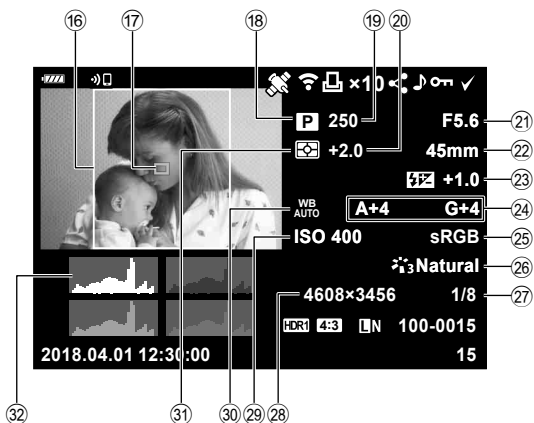 ⑯ ⑰ ⑱ ⑲ ⑳
×10
P 250 F5.6 ㉑
+2.0 45mm ㉒
+1.0 ㉓
WB AUTO A+4 G+4 ㉔
ISO 400 sRGB ㉕
3 Natural ㉖
4608×3456 1/8 ㉗
HDR1 4:3 LN 100-0015
2018.04.01 12:30:00 15
㉜ ㉛ ㉚ ㉙ ㉘